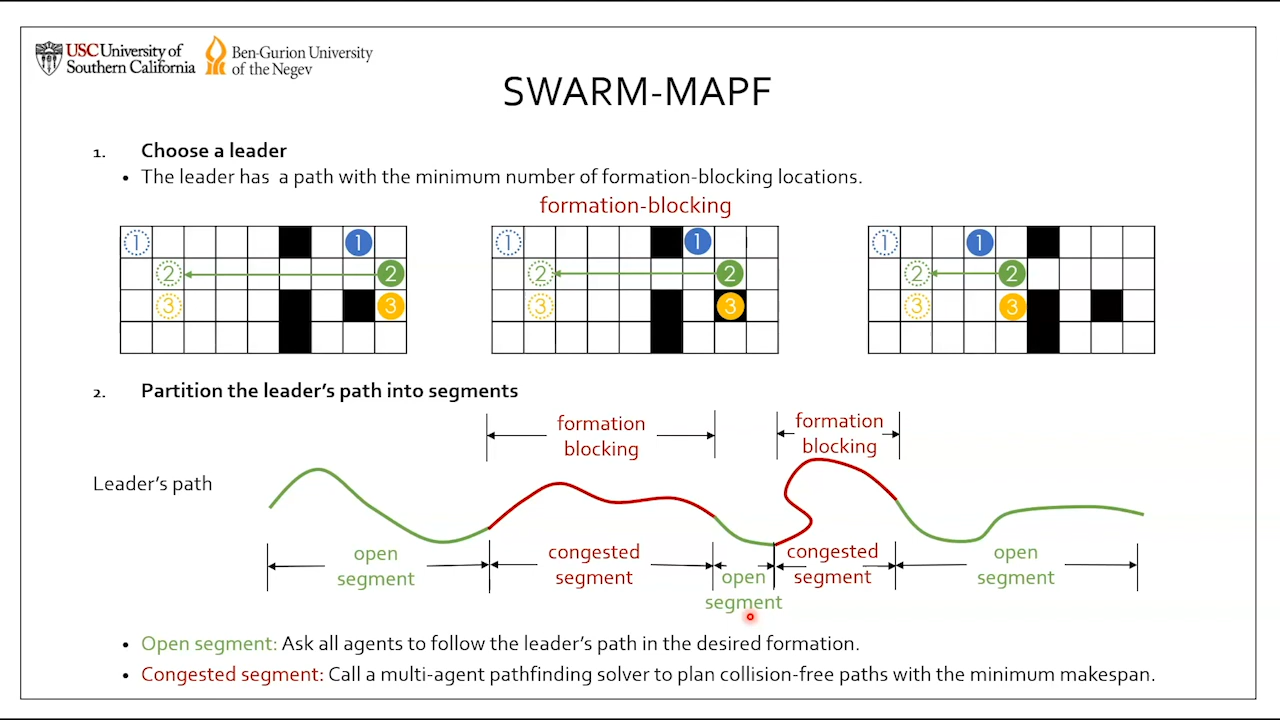 USC University of
Southern California
Ben-Gurion University
of the Negev
SWARM-MAPF
1. Choose a leader
• The leader has a path with the minimum number of formation-blocking locations.
formation-blocking
1 1 1 1 1 1
2 2 2 2 2 2
3 3 3 3 3 3
2. Partition the leader's path into segments
formation
blocking
formation
blocking
Leader's path
open
segment
congested
segment
open
segment
congested
segment
open
segment
• Open segment: Ask all agents to follow the leader's path in the desired formation.
• Congested segment: Call a multi-agent pathfinding solver to plan collision-free paths with the minimum makespan.